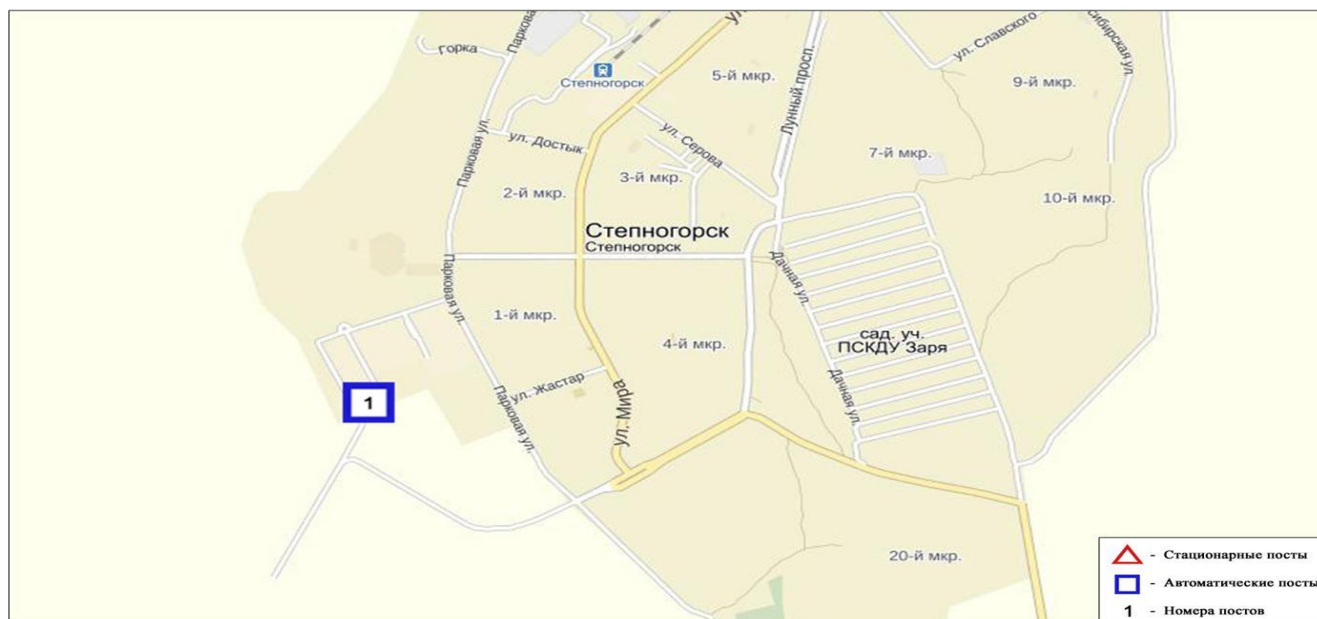 Парковая
ул.
ул. Славского
сибирская ул.
Горка
5-й мкр.
Лунный просп.
9-й мкр.
Степногорск
ул. Достык
ул. Серова
7-й мкр.
Парковая ул.
3-й мкр.
2-й мкр.
10-й мкр.
Степногорск
Степногорск
Парковая ул.
Дачная ул.
1-й мкр.
4-й мкр.
сад. уч.
ПСКДУ Заря
ул. Жастар
Дачная ул.
1
Парковая ул.
ул. Мира
20-й мкр.
- Стационарные посты
- Автоматические посты
1 - Номера постов